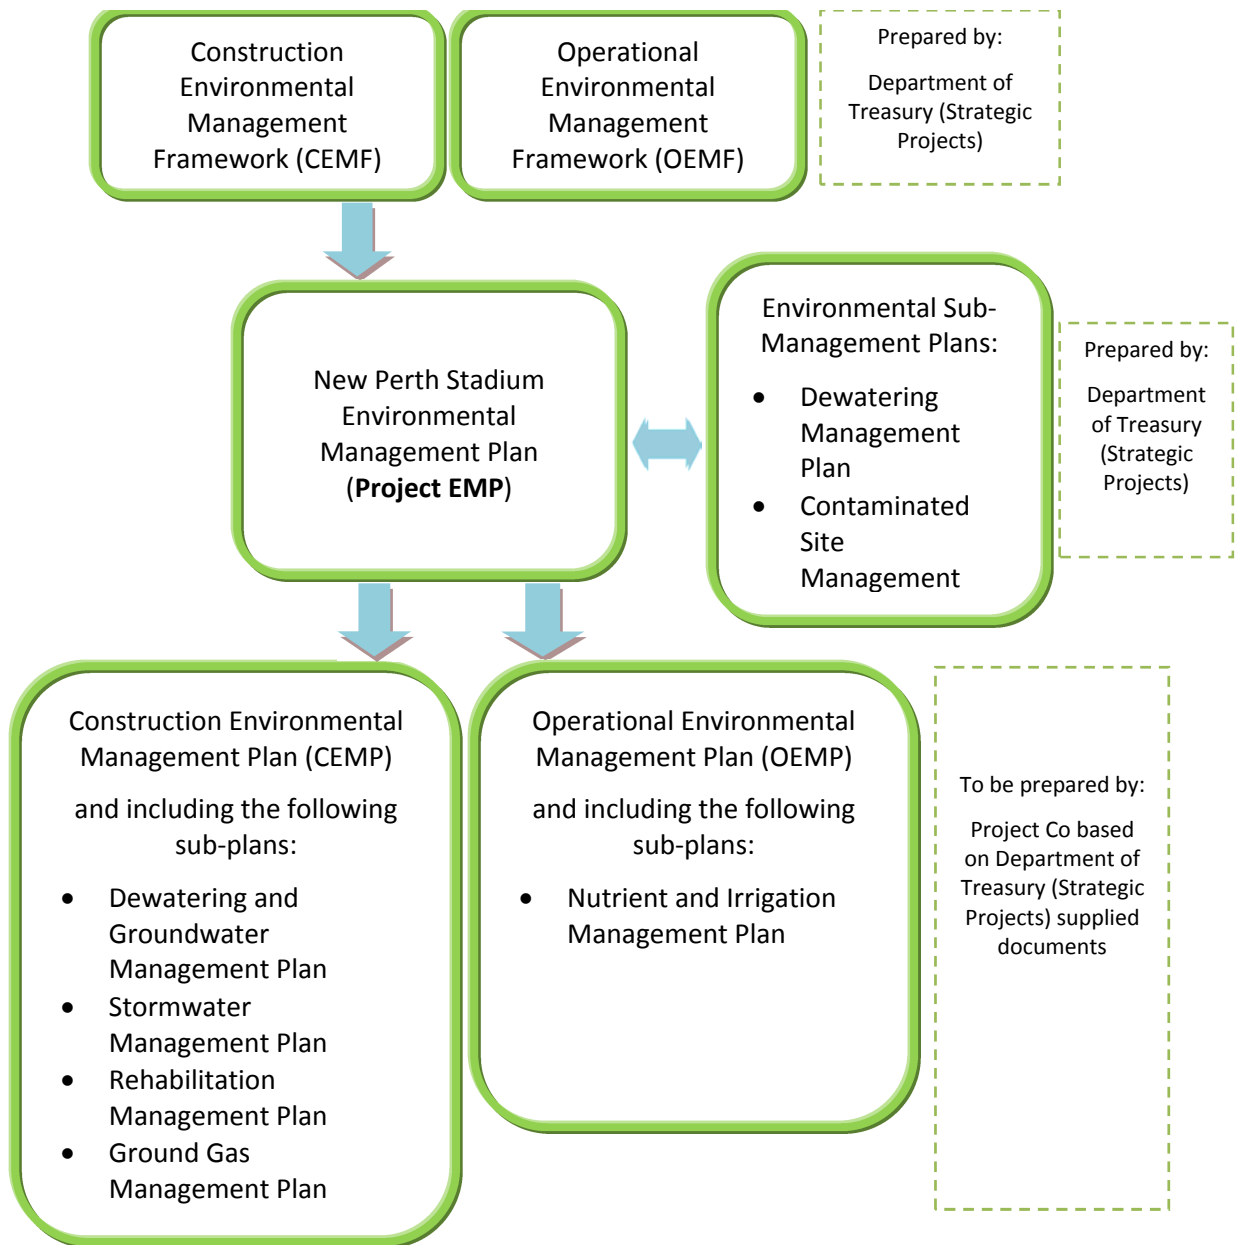 Construction
Environmental
Management
Framework (CEMF)
Operational
Environmental
Management
Framework (OEMF)
Prepared by:
Department of
Treasury (Strategic
Projects)
New Perth Stadium
Environmental
Management Plan
(Project EMP)
Environmental Sub-
Management Plans:
• Dewatering
Management
Plan
• Contaminated
Site
Management
Prepared by:
Department
of Treasury
(Strategic
Projects)
Construction Environmental
Management Plan (CEMP)
and including the following
sub-plans:
• Dewatering and
Groundwater
Management Plan
• Stormwater
Management Plan
• Rehabilitation
Management Plan
• Ground Gas
Management Plan
Operational Environmental
Management Plan (OEMP)
and including the following
sub-plans:
• Nutrient and Irrigation
Management Plan
To be prepared by:
Project Co based
on Department of
Treasury (Strategic
Projects) supplied
documents